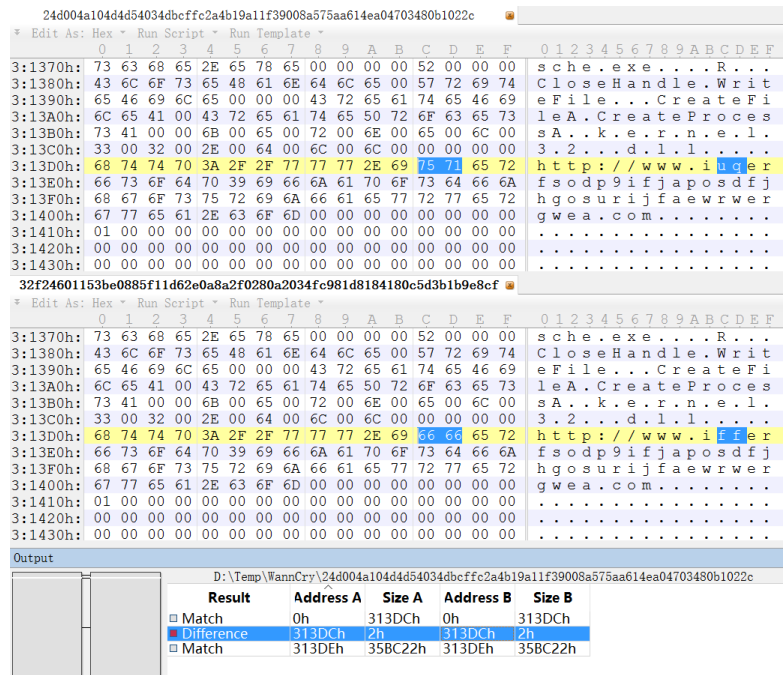 24d004a104d4d54034dbcffc2a4b19a11f39008a575aa614ea04703480b1022c
Edit As: Hex Run Script Run Template
0 1 2 3 4 5 6 7 8 9 A B C D E F 0123456789ABCDEF
3:1370h: 73 63 68 65 2E 65 78 65 00 00 00 00 52 00 00 00 sche.exe....R...
3:1380h: 43 6C 6F 73 65 48 61 6E 64 6C 65 00 57 72 69 74 CloseHandle.Writ
3:1390h: 65 46 69 6C 65 00 00 00 43 72 65 61 74 65 46 69 eFile...CreateFi
3:13A0h: 6C 65 41 00 43 72 65 61 74 65 50 72 6F 63 65 73 leA.CreateProces
3:13B0h: 73 41 00 00 6B 00 65 00 72 00 6E 00 65 00 6C 00 sA..k.e.r.n.e.l.
3:13C0h: 33 00 32 00 2E 00 64 00 6C 00 6C 00 00 00 00 00 3.2...d.l.l.....
3:13D0h: 68 74 74 70 3A 2F 2F 77 77 77 2E 69 75 71 65 72 http://www.iuqer
3:13E0h: 66 73 6F 64 70 39 69 66 6A 61 70 6F 73 64 66 6A fsodp9ifjaposdfj
3:13F0h: 68 67 6F 73 75 72 69 6A 66 61 65 77 72 77 65 72 hgosurijfaewrwer
3:1400h: 67 77 65 61 2E 63 6F 6D 00 00 00 00 00 00 00 00 gwea.com........
3:1410h: 01 00 00 00 00 00 00 00 00 00 00 00 00 00 00 00 ................
3:1420h: 00 00 00 00 00 00 00 00 00 00 00 00 00 00 00 00 ................
3:1430h: 00 00 00 00 00 00 00 00 00 00 00 00 00 00 00 00 ................
32f24601153be0885f11d62e0a8a2f0280a2034fc981d8184180c5d3b1b9e8cf
Edit As: Hex Run Script Run Template
0 1 2 3 4 5 6 7 8 9 A B C D E F 0123456789ABCDEF
3:1370h: 73 63 68 65 2E 65 78 65 00 00 00 00 52 00 00 00 sche.exe....R...
3:1380h: 43 6C 6F 73 65 48 61 6E 64 6C 65 00 57 72 69 74 CloseHandle.Writ
3:1390h: 65 46 69 6C 65 00 00 00 43 72 65 61 74 65 46 69 eFile...CreateFi
3:13A0h: 6C 65 41 00 43 72 65 61 74 65 50 72 6F 63 65 73 leA.CreateProces
3:13B0h: 73 41 00 00 6B 00 65 00 72 00 6E 00 65 00 6C 00 sA..k.e.r.n.e.l.
3:13C0h: 33 00 32 00 2E 00 64 00 6C 00 6C 00 00 00 00 00 3.2...d.l.l.....
3:13D0h: 68 74 74 70 3A 2F 2F 77 77 77 2E 69 66 66 65 72 http://www.iffer
3:13E0h: 66 73 6F 64 70 39 69 66 6A 61 70 6F 73 64 66 6A fsodp9ifjaposdfj
3:13F0h: 68 67 6F 73 75 72 69 6A 66 61 65 77 72 77 65 72 hgosurijfaewrwer
3:1400h: 67 77 65 61 2E 63 6F 6D 00 00 00 00 00 00 00 00 gwea.com........
3:1410h: 01 00 00 00 00 00 00 00 00 00 00 00 00 00 00 00 ................
3:1420h: 00 00 00 00 00 00 00 00 00 00 00 00 00 00 00 00 ................
3:1430h: 00 00 00 00 00 00 00 00 00 00 00 00 00 00 00 00 ................
Output
D:\Temp\WannCry\24d004a104d4d54034dbcffc2a4b19a11f39008a575aa614ea04703480b1022c
Result Address A Size A Address B Size B
Match 0h 313DCh 0h 313DCh
Difference 313DCh 2h 313DCh 2h
Match 313DEh 35BC22h 313DEh 35BC22h